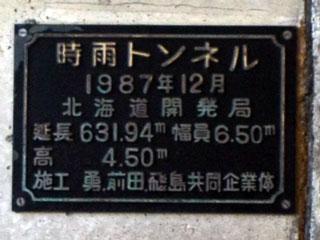 時雨トンネル
1987年12月
北海道開発局
延長 631.94m 幅員 6.50m
高 4.50m
施工 勇,前田,飛島共同企業体